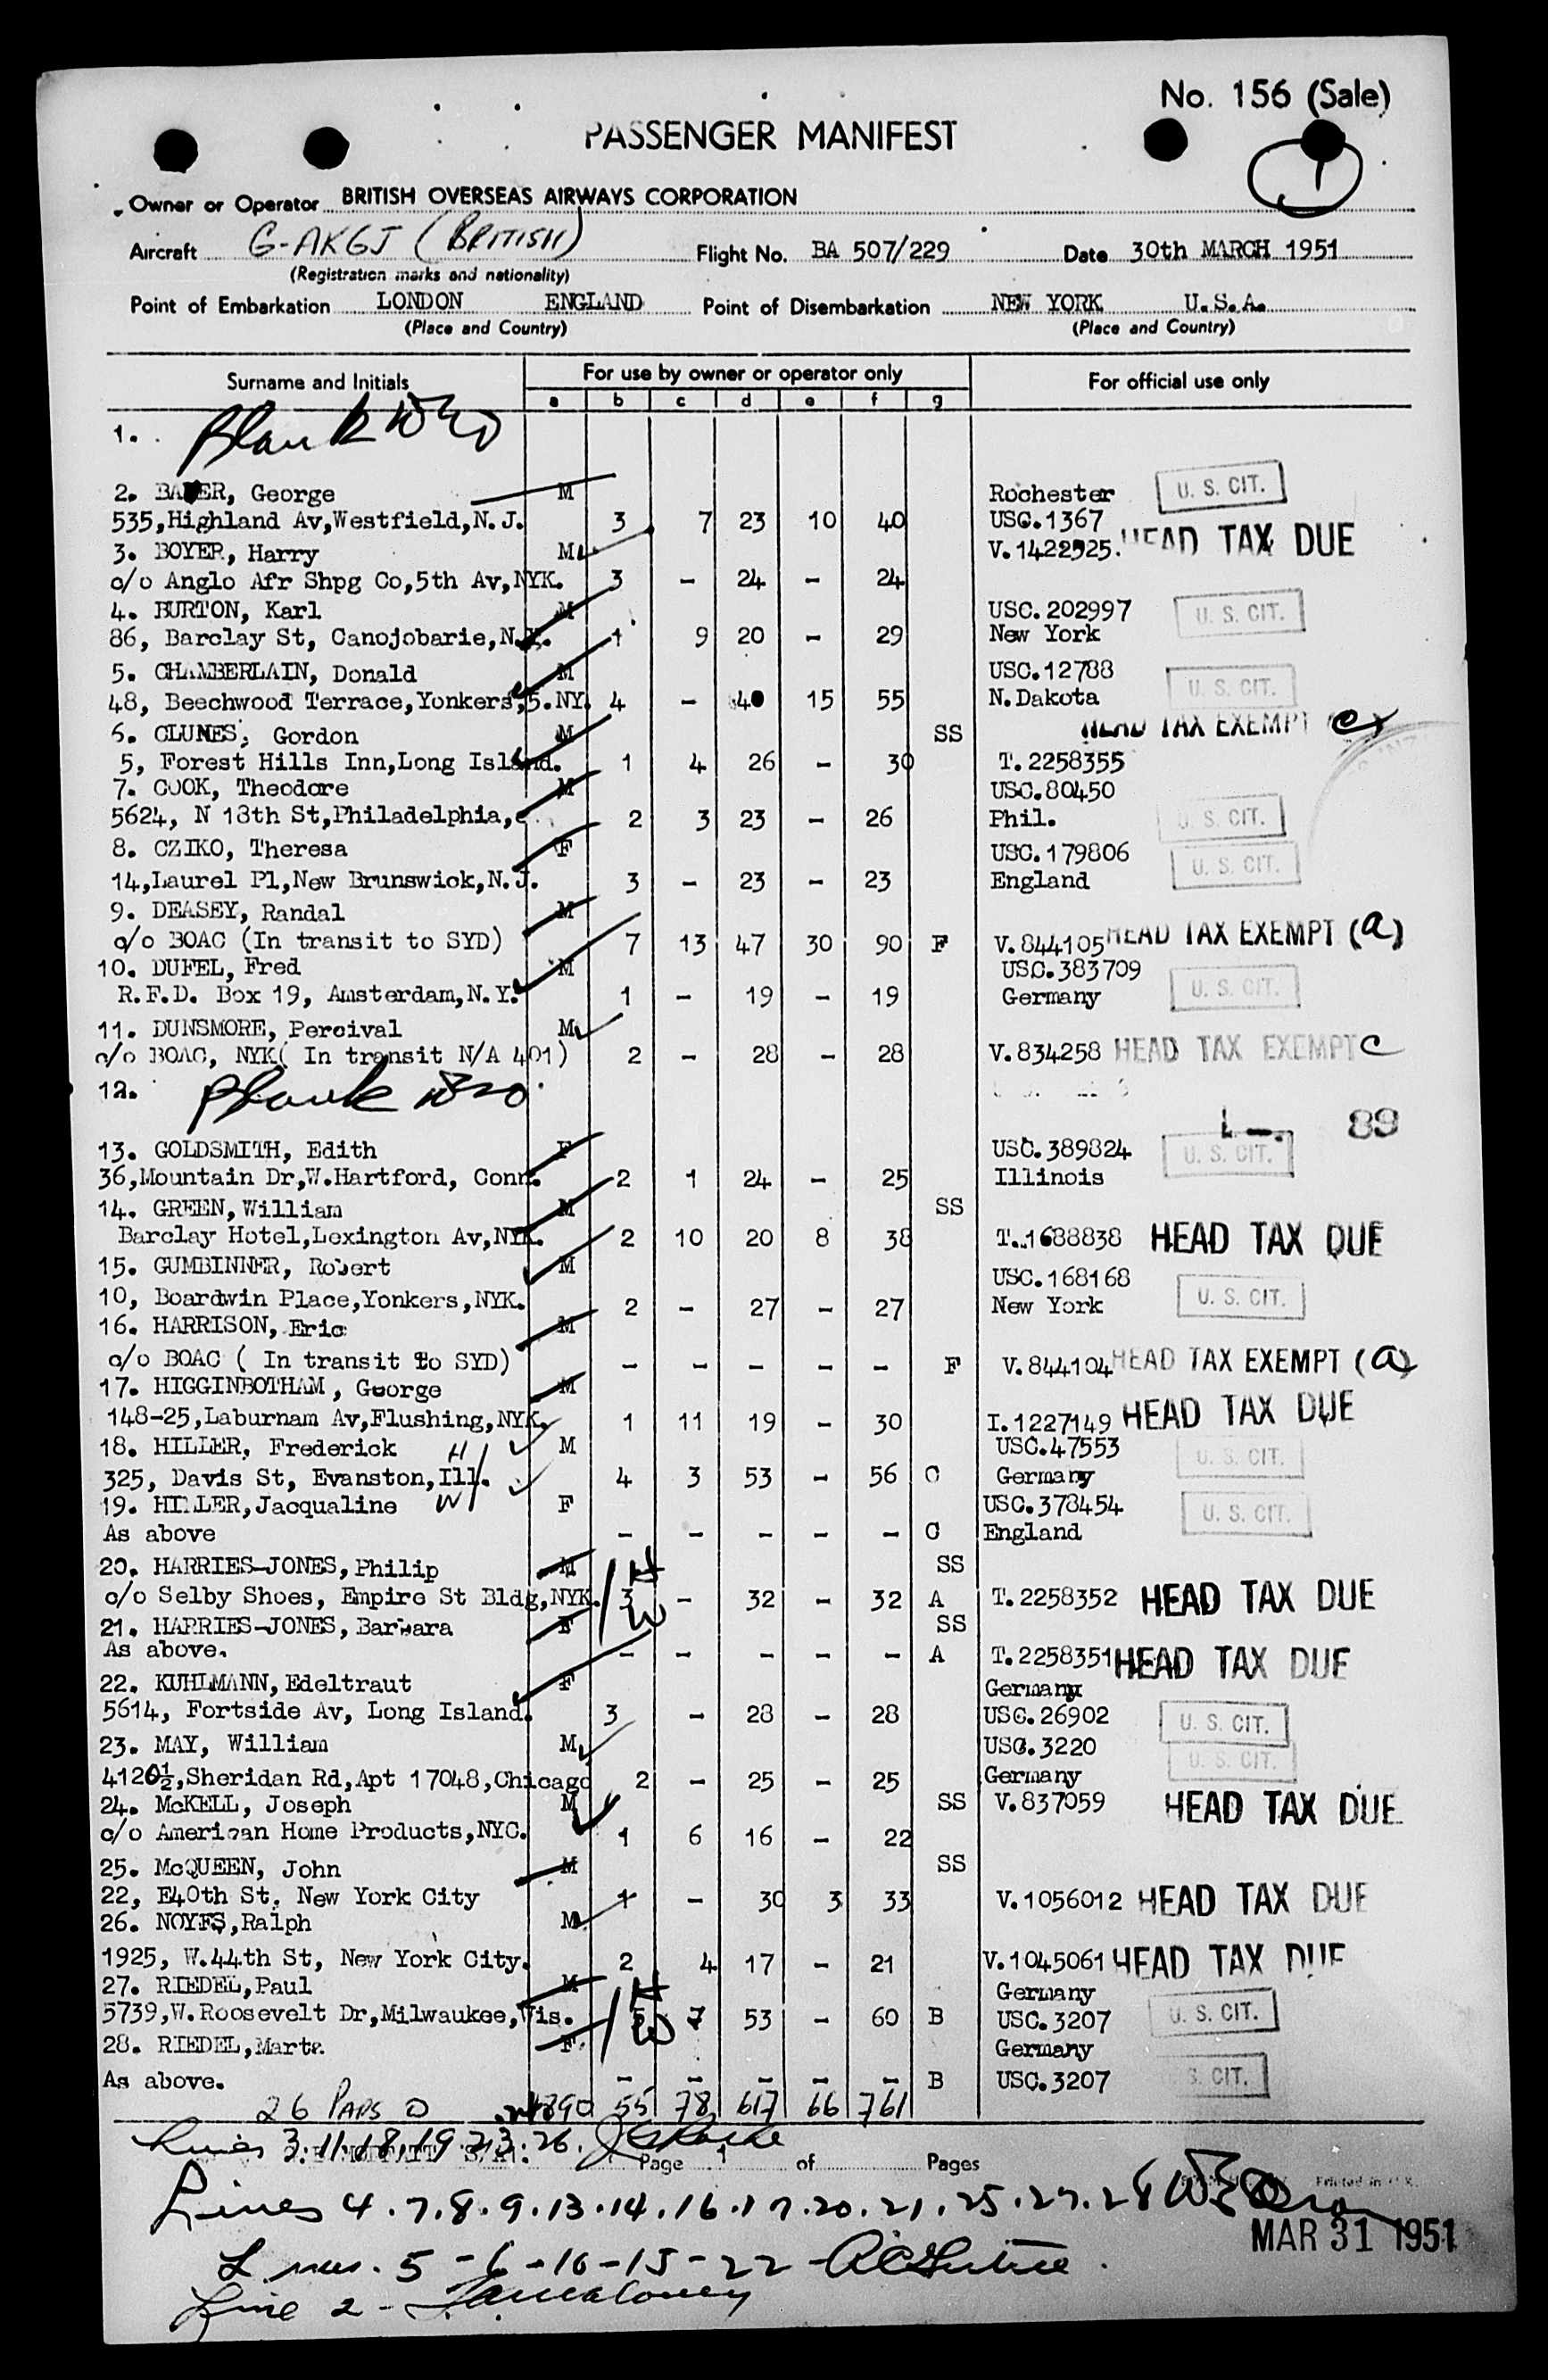 No. 156 (Sale)
PASSENGER MANIFEST
1
Owner or Operator BRITISH OVERSEAS AIRWAYS CORPORATION
Aircraft G-AKGJ (BRITISH) Flight No. BA 507/229 Date 30th MARCH 1951
(Registration marks and nationality)
Point of Embarkation LONDON ENGLAND Point of Disembarkation NEW YORK U.S.A.
(Place and Country) (Place and Country)
Surname and Initials For use by owner or operator only For official use only
a b c d e f g
1. Blank
2. George M Rochester U. S. CIT.
535,Highland Av,Westfield,N.J. 3 7 23 10 40 USC.1367
3. BOYER, Harry M V.1422925. HEAD TAX DUE
c/o Anglo Afr Shpg Co,5th Av,NYK. 3 - 24 - 24
4. BURTON, Karl M USC.202997 U. S. CIT.
86, Barclay St, Canojobarie,N.Y. 1 9 20 - 29 New York
5. CHAMBERLAIN, Donald M USC.12788
48, Beechwood Terrace,Yonkers,5.NY. 4 - 40 15 55 N.Dakota U. S. CIT.
6. CLUNES, Gordon M SS HEAD TAX EXEMPT
5, Forest Hills Inn,Long Island. 1 4 26 - 30 T.2258355
7. COOK, Theodore M USC.80450
5624, N 13th St,Philadelphia, 2 3 23 - 26 Phil. U. S. CIT.
8. CZIKO, Theresa F USC.179806
14,Laurel Pl,New Brunswick,N.J. 3 - 23 - 23 England U. S. CIT.
9. DEASEY, Randal M
c/o BOAC (In transit to SYD) 7 13 47 30 90 F V.844105 HEAD TAX EXEMPT (a)
10. DUFEL, Fred M USC.383709
R.F.D. Box 19, Amsterdam,N.Y. 1 - 19 - 19 Germany U. S. CIT.
11. DUNSMORE, Percival M
c/o BOAC, NYK( In transit N/A 401) 2 - 28 - 28 V.834258 HEAD TAX EXEMPT C
12. Blank
89
13. GOLDSMITH, Edith F USC.389824 U. S. CIT.
36,Mountain Dr,W.Hartford, Conn. 2 1 24 - 25 Illinois
14. GREEN,William M SS
Barclay Hotel,Lexington Av,NYK. 2 10 20 8 38 T.1688838 HEAD TAX DUE
15. GUMBINNER, Robert M USC.168168
10, Boardwin Place,Yonkers,NYK. 2 - 27 - 27 New York U. S. CIT.
16. HARRISON, Eric M
c/o BOAC ( In transit to SYD) - - - - - F V.844104 HEAD TAX EXEMPT (a)
17. HIGGINBOTHAM, George M
148-25,Laburnam Av,Flushing,NYK. 1 11 19 - 30 I.1227149 HEAD TAX DUE
18. HILLER, Frederick H M USC.47553
325, Davis St, Evanston,Ill. 4 3 53 - 56 C Germany U. S. CIT.
19. HILLER,Jacqualine W F USC.378454
As above - - - - - C England U. S. CIT.
20. HARRIES-JONES,Philip M H SS
c/o Selby Shoes, Empire St Bldg,NYK. 3 - 32 - 32 A T.2258352 HEAD TAX DUE
21. HARRIES-JONES, Barbara F W SS
As above. - - - - - A T.2258351 HEAD TAX DUE
22. KUHLMANN,Edeltraut F Germany
5614, Fortside Av, Long Island. 3 - 28 - 28 USC.26902 U. S. CIT.
23. MAY, William M USC.3220
4120½,Sheridan Rd,Apt 17048,Chicago 2 - 25 - 25 Germany U. S. CIT.
24. McKELL, Joseph M SS V.837059 HEAD TAX DUE
c/o American Home Products,NYC. 1 6 16 - 22
25. McQUEEN, John M SS
22, E40th St, New York City 1 - 30 3 33 V.1056012 HEAD TAX DUE
26. NOYES,Ralph M
1925, W.44th St, New York City. 2 4 17 - 21 V.1045061 HEAD TAX DUE
27. RIEDEL,Paul M H Germany
5739,W.Roosevelt Dr,Milwaukee,Wis. 7 53 - 60 B USC.3207 U. S. CIT.
28. RIEDEL,Marta F W Germany
As above. - - - - - B USC.3207 U. S. CIT.
26 55 78 617 66 761
Lines 3.11.18.19.23.26.
Page 1 of Pages
Lines 4.7.8.9.13.14.16.17.20.21.25.27.28
MAR 31 1951
Lines. 5-6-10-15-22
Line 2-